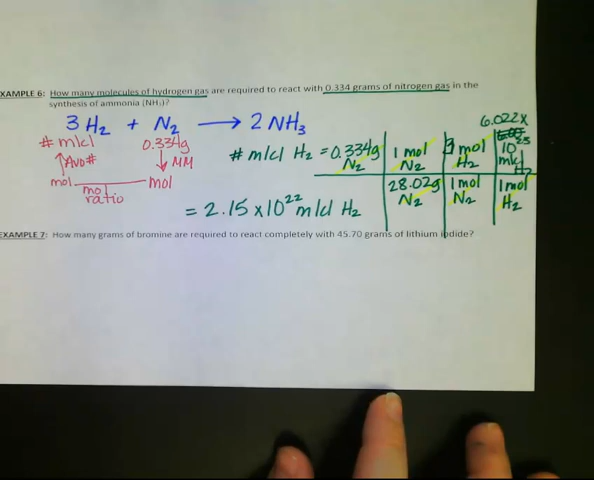 EXAMPLE 6: How many molecules of hydrogen gas are required to react with 0.334 grams of nitrogen gas in the
synthesis of ammonia (NH₃)?
3 H₂ + N₂ → 2 NH₃
# mlcl 0.334g
↑ Avo# ↓ MM
mol mol
mol
ratio
# mlcl H₂ = 0.334g N₂ | 1 mol N₂ | 3 mol H₂ | 6.022 x 10²³ mlcl H₂
28.02g N₂ | 1 mol N₂ | 1 mol H₂
= 2.15 x 10²² mlcl H₂
EXAMPLE 7: How many grams of bromine are required to react completely with 45.70 grams of lithium iodide?